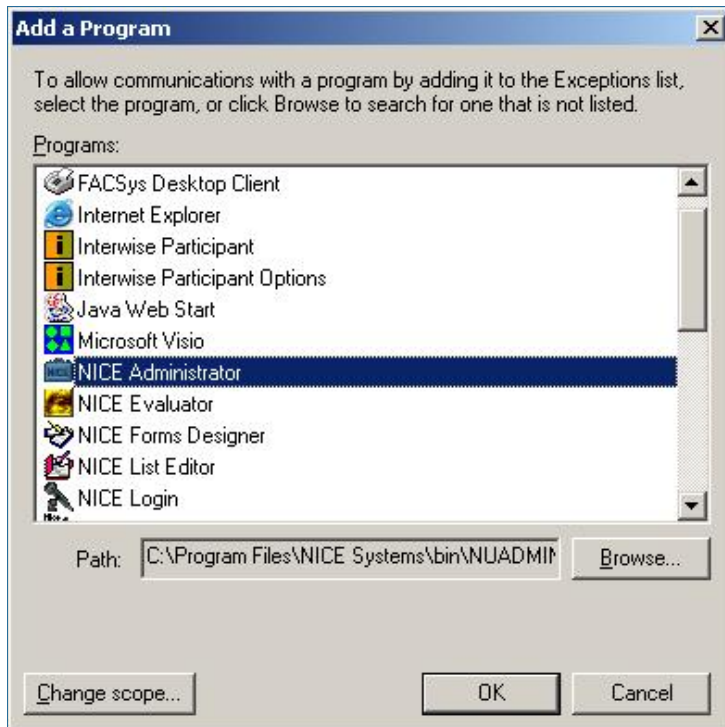 Add a Program
To allow communications with a program by adding it to the Exceptions list,
select the program, or click Browse to search for one that is not listed.
Programs:
FACSys Desktop Client
Internet Explorer
Interwise Participant
Interwise Participant Options
Java Web Start
Microsoft Visio
NICE Administrator
NICE Evaluator
NICE Forms Designer
NICE List Editor
NICE Login
Path: C:\Program Files\NICE Systems\bin\NUADMIN Browse...
Change scope... OK Cancel